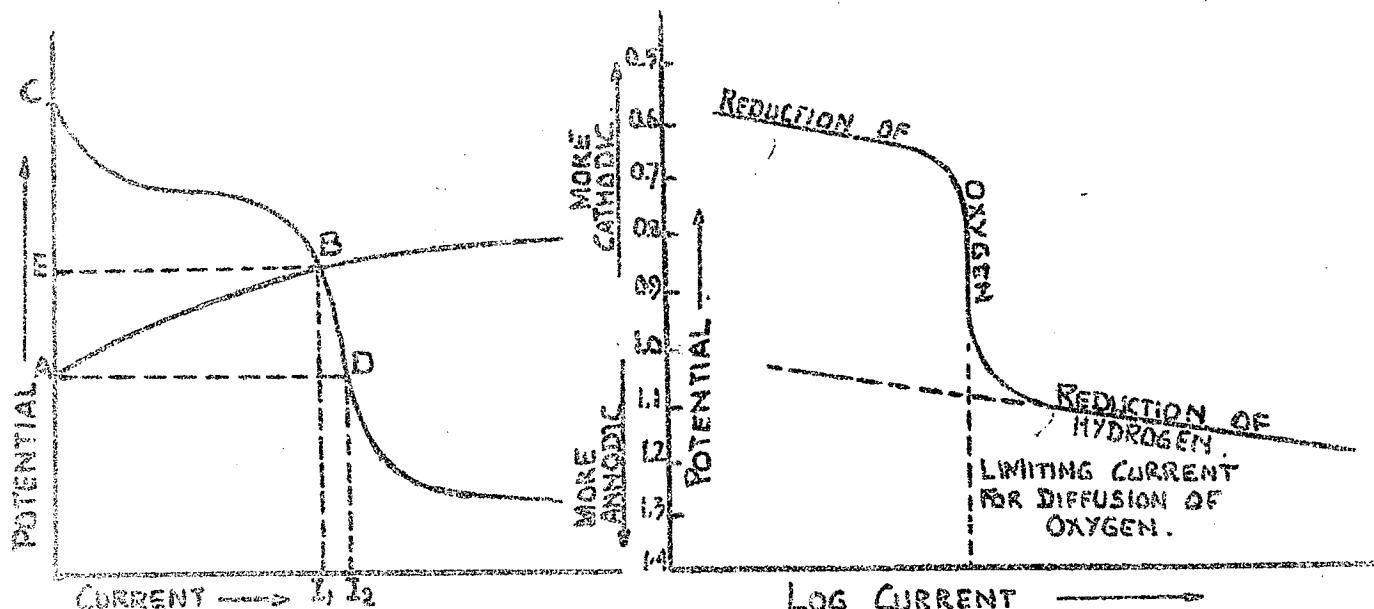 C
B
E
A
D
POTENTIAL
CURRENT
I1 I2
MORE
CATHODIC
MORE
ANNODIC
0.5
0.6
0.7
0.8
0.9
1.0
1.1
1.2
1.3
1.4
POTENTIAL
REDUCTION OF
OXYGEN
REDUCTION OF
HYDROGEN.
LIMITING CURRENT
FOR DIFFUSION OF
OXYGEN.
LOG CURRENT